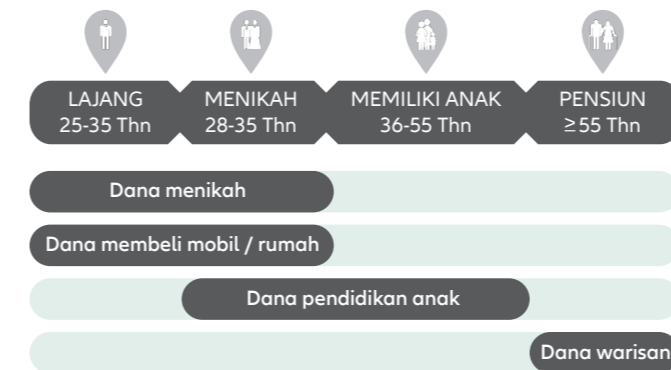 LAJANG
25-35 Thn
MENIKAH
28-35 Thn
MEMILIKI ANAK
36-55 Thn
PENSIUN
≥55 Thn
Dana menikah
Dana membeli mobil / rumah
Dana pendidikan anak
Dana warisan